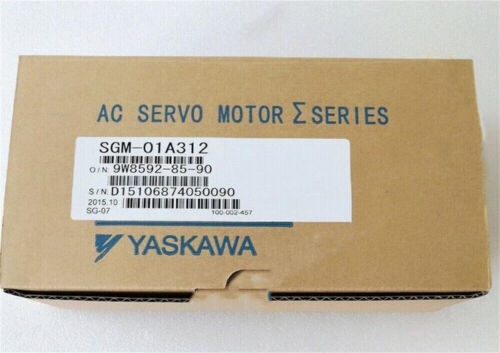 AC SERVO MOTOR Σ SERIES
SGM-01A312
O/N: 9W8592-85-90
S/N: D15106874050090
2015.10
SG-07 100-002-457
YASKAWA